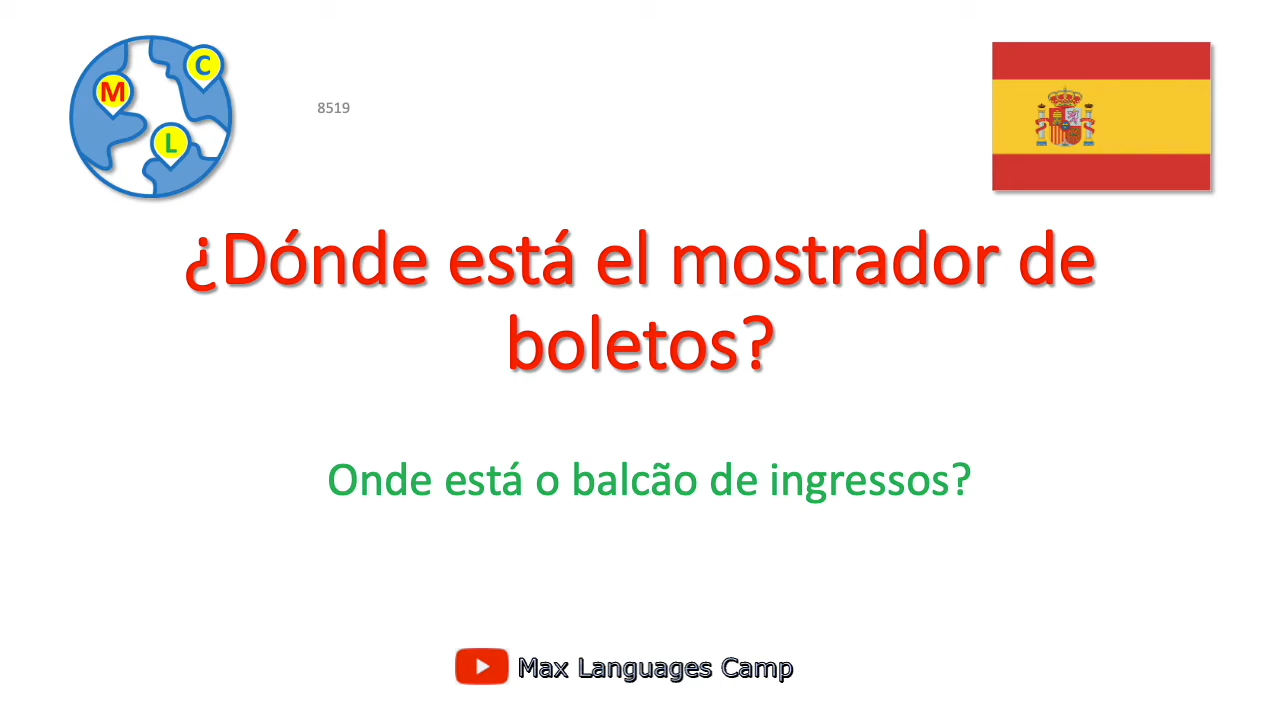 M
C
L
8519
¿Dónde está el mostrador de
boletos?
Onde está o balcão de ingressos?
Max Languages Camp